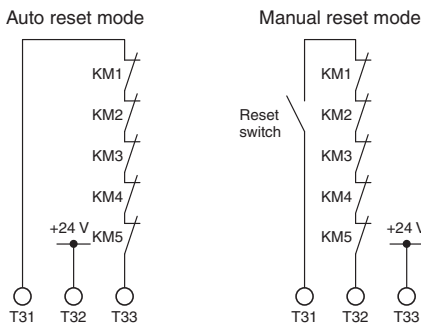 Auto reset mode
Manual reset mode
KM1
KM2
KM3
KM4
+24 V
KM5
T31
T32
T33
KM1
Reset
switch
KM2
KM3
KM4
KM5
+24 V
T31
T32
T33